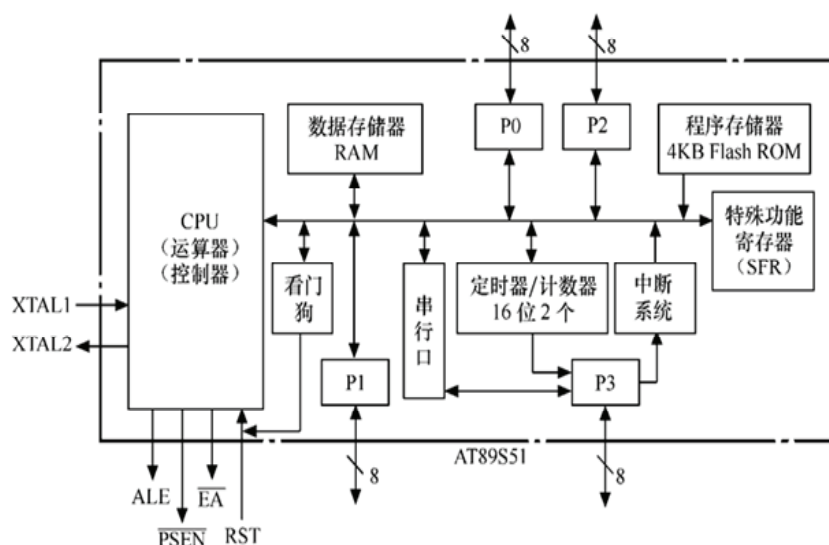 8
8
数据存储器
RAM
P0
P2
程序存储器
4KB Flash ROM
CPU
（运算器）
（控制器）
特殊功能
寄存器
（SFR）
看门
狗
串
行
口
定时器/计数器
16 位 2 个
中断
系统
XTAL1
XTAL2
P1
P3
AT89S51
8
8
ALE
EA
PSEN
RST